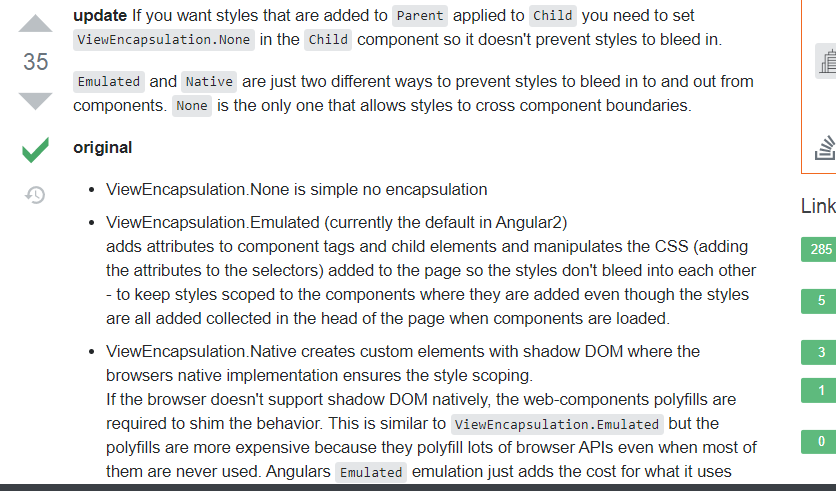 update If you want styles that are added to Parent applied to Child you need to set
ViewEncapsulation.None in the Child component so it doesn't prevent styles to bleed in.
35
Emulated and Native are just two different ways to prevent styles to bleed in to and out from
components. None is the only one that allows styles to cross component boundaries.
original
• ViewEncapsulation.None is simple no encapsulation
• ViewEncapsulation.Emulated (currently the default in Angular2)
adds attributes to component tags and child elements and manipulates the CSS (adding
the attributes to the selectors) added to the page so the styles don't bleed into each other
- to keep styles scoped to the components where they are added even though the styles
are all added collected in the head of the page when components are loaded.
• ViewEncapsulation.Native creates custom elements with shadow DOM where the
browsers native implementation ensures the style scoping.
If the browser doesn't support shadow DOM natively, the web-components polyfills are
required to shim the behavior. This is similar to ViewEncapsulation.Emulated but the
polyfills are more expensive because they polyfill lots of browser APIs even when most of
them are never used. Angulars Emulated emulation just adds the cost for what it uses
Link
285
5
3
1
0